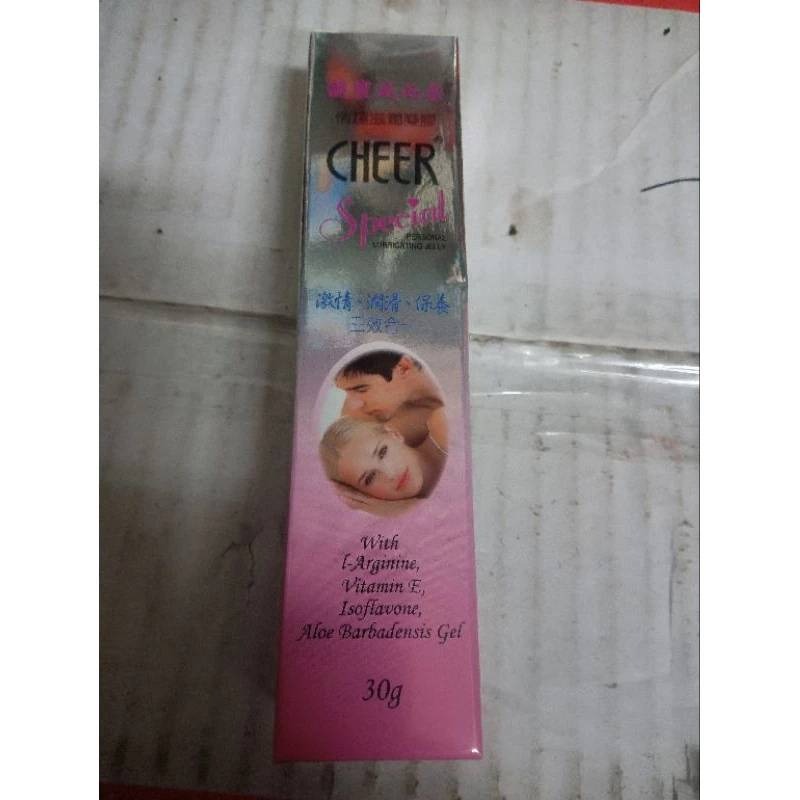 CHEER®
Special
PERSONAL
LUBRICATING JELLY
激情、潤滑、保養
三效合一
With
l-Arginine,
Vitamin E,
Isoflavone,
Aloe Barbadensis Gel
30g